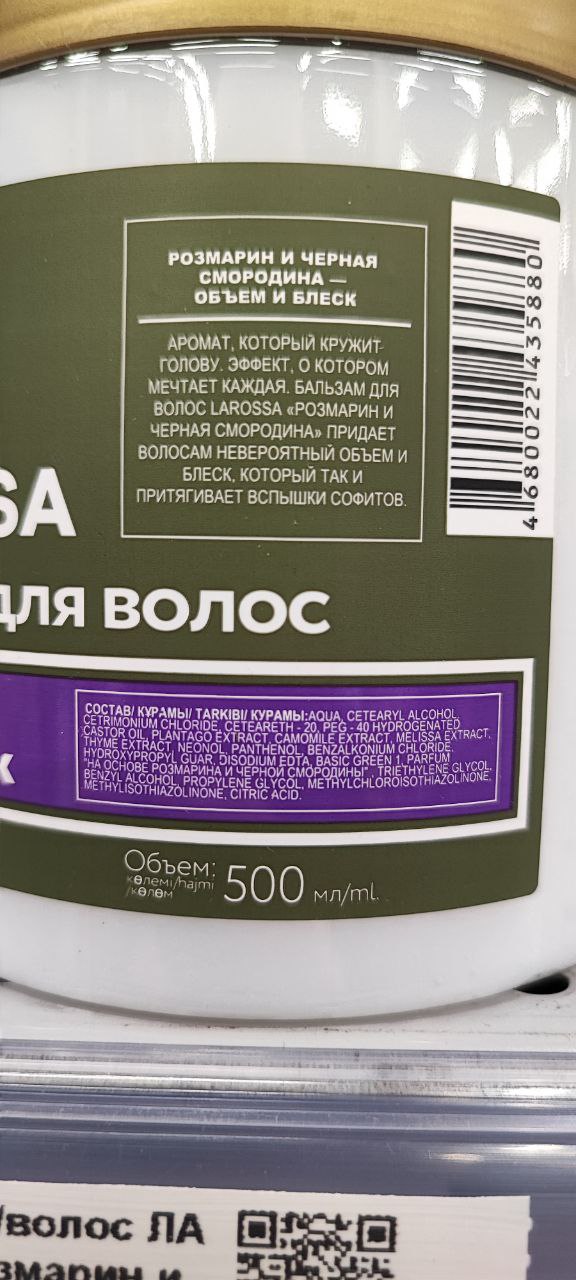 РОЗМАРИН И ЧЕРНАЯ
СМОРОДИНА —
ОБЪЕМ И БЛЕСК
АРОМАТ, КОТОРЫЙ КРУЖИТ
ГОЛОВУ. ЭФФЕКТ, О КОТОРОМ
МЕЧТАЕТ КАЖДАЯ. БАЛЬЗАМ ДЛЯ
ВОЛОС LAROSSA «РОЗМАРИН И
ЧЕРНАЯ СМОРОДИНА» ПРИДАЕТ
ВОЛОСАМ НЕВЕРОЯТНЫЙ ОБЪЕМ И
БЛЕСК, КОТОРЫЙ ТАК И
ПРИТЯГИВАЕТ ВСПЫШКИ СОФИТОВ.
4 680022 435880
SA
ДЛЯ ВОЛОС
СОСТАВ/ ҚҰРАМЫ/ TARKIBI/ КУРАМЫ:AQUA, CETEARYL ALCOHOL,
CETRIMONIUM CHLORIDE, CETEARETH - 20, PEG - 40 HYDROGENATED
CASTOR OIL, PLANTAGO EXTRACT, CAMOMILE EXTRACT, MELISSA EXTRACT,
THYME EXTRACT, NEONOL, PANTHENOL, BENZALKONIUM CHLORIDE,
HYDROXYPROPYL GUAR, DISODIUM EDTA, BASIC GREEN 1, PARFUM
"НА ОСНОВЕ РОЗМАРИНА И ЧЕРНОЙ СМОРОДИНЫ", TRIETHYLENE GLYCOL,
BENZYL ALCOHOL, PROPYLENE GLYCOL, METHYLCHLOROISOTHIAZOLINONE,
METHYLISOTHIAZOLINONE, CITRIC ACID.
к
Объем:
көлемі/hajmi
/көлөм
500 мл/ml.
/волос ЛА
змарин и